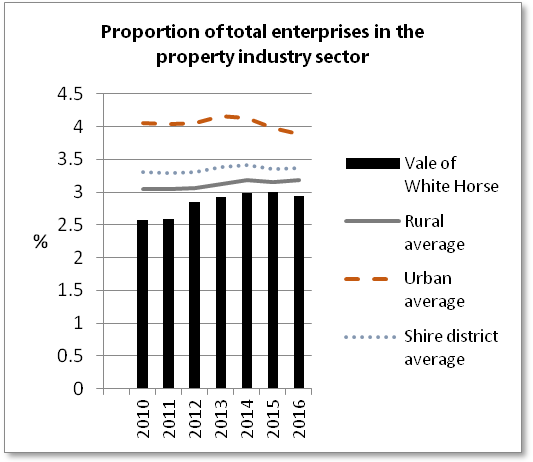 Proportion of total enterprises in the
property industry sector
4.5
4
3.5
3
2.5
2
1.5
1
0.5
0
%
2010
2011
2012
2013
2014
2015
2016
Vale of
White Horse
Rural
average
Urban
average
Shire district
average